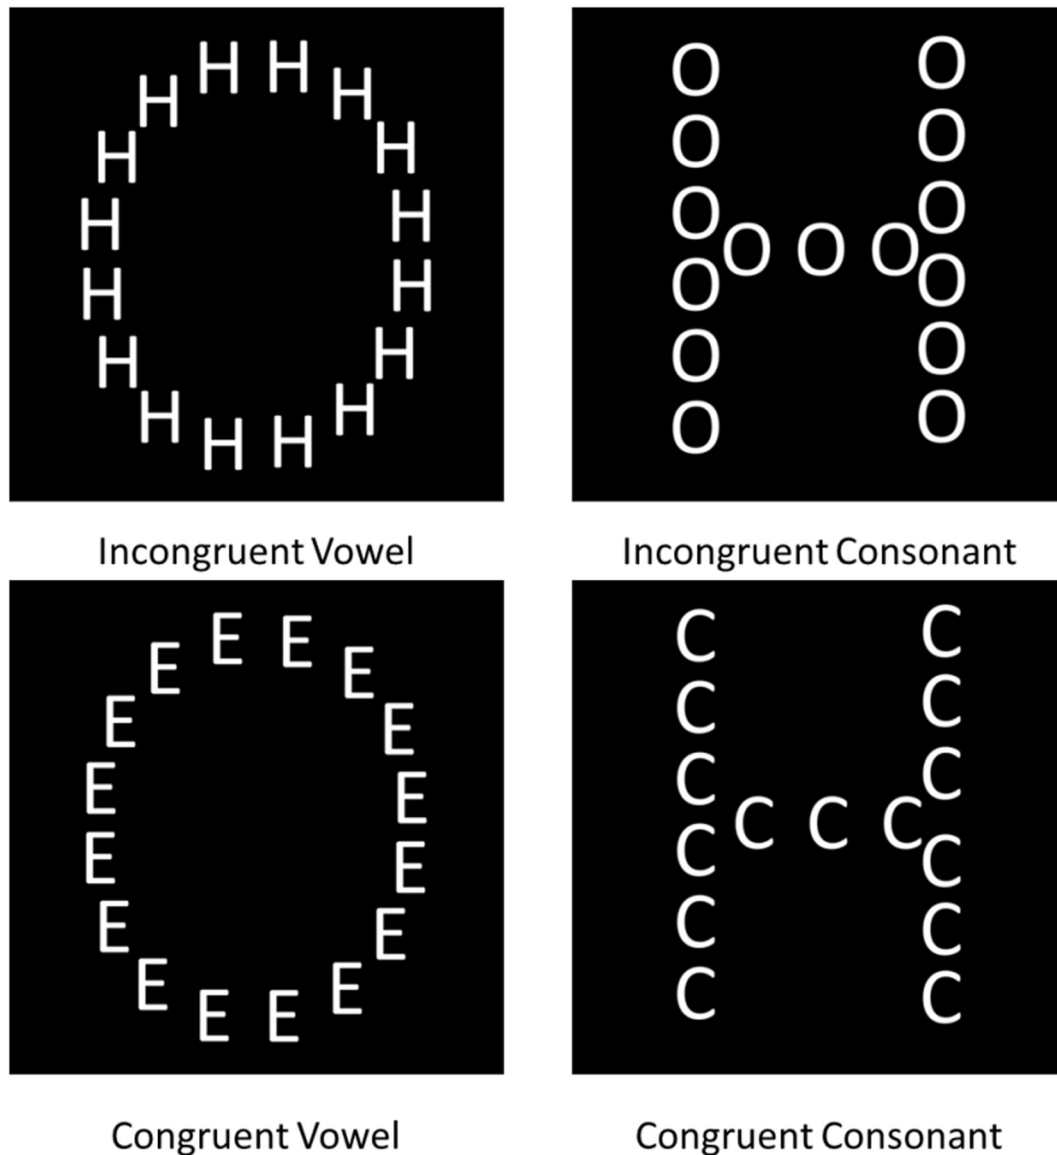 H H
H H
H H
H H
H H
H H
H H
H H
Incongruent Vowel
O O
O O
O O
O O O
O O
O O
O O
Incongruent Consonant
E E
E E
E E
E E
E E
E E
E E
E E
Congruent Vowel
C C
C C
C C
C C C
C C
C C
C C
Congruent Consonant